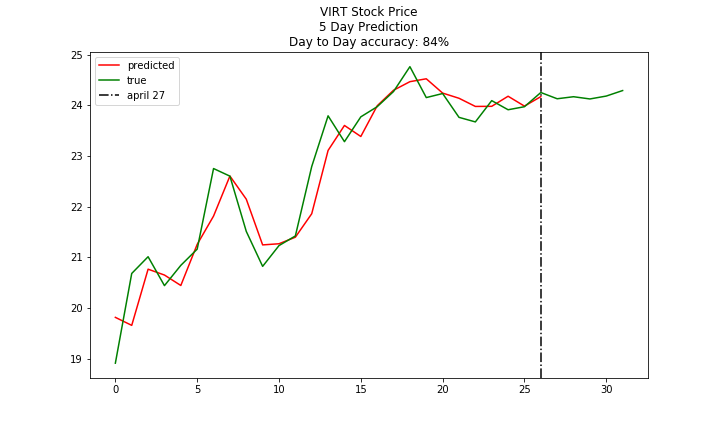 VIRT Stock Price
5 Day Prediction
Day to Day accuracy: 84%
predicted
true
april 27
25
24
23
22
21
20
19
0 5 10 15 20 25 30